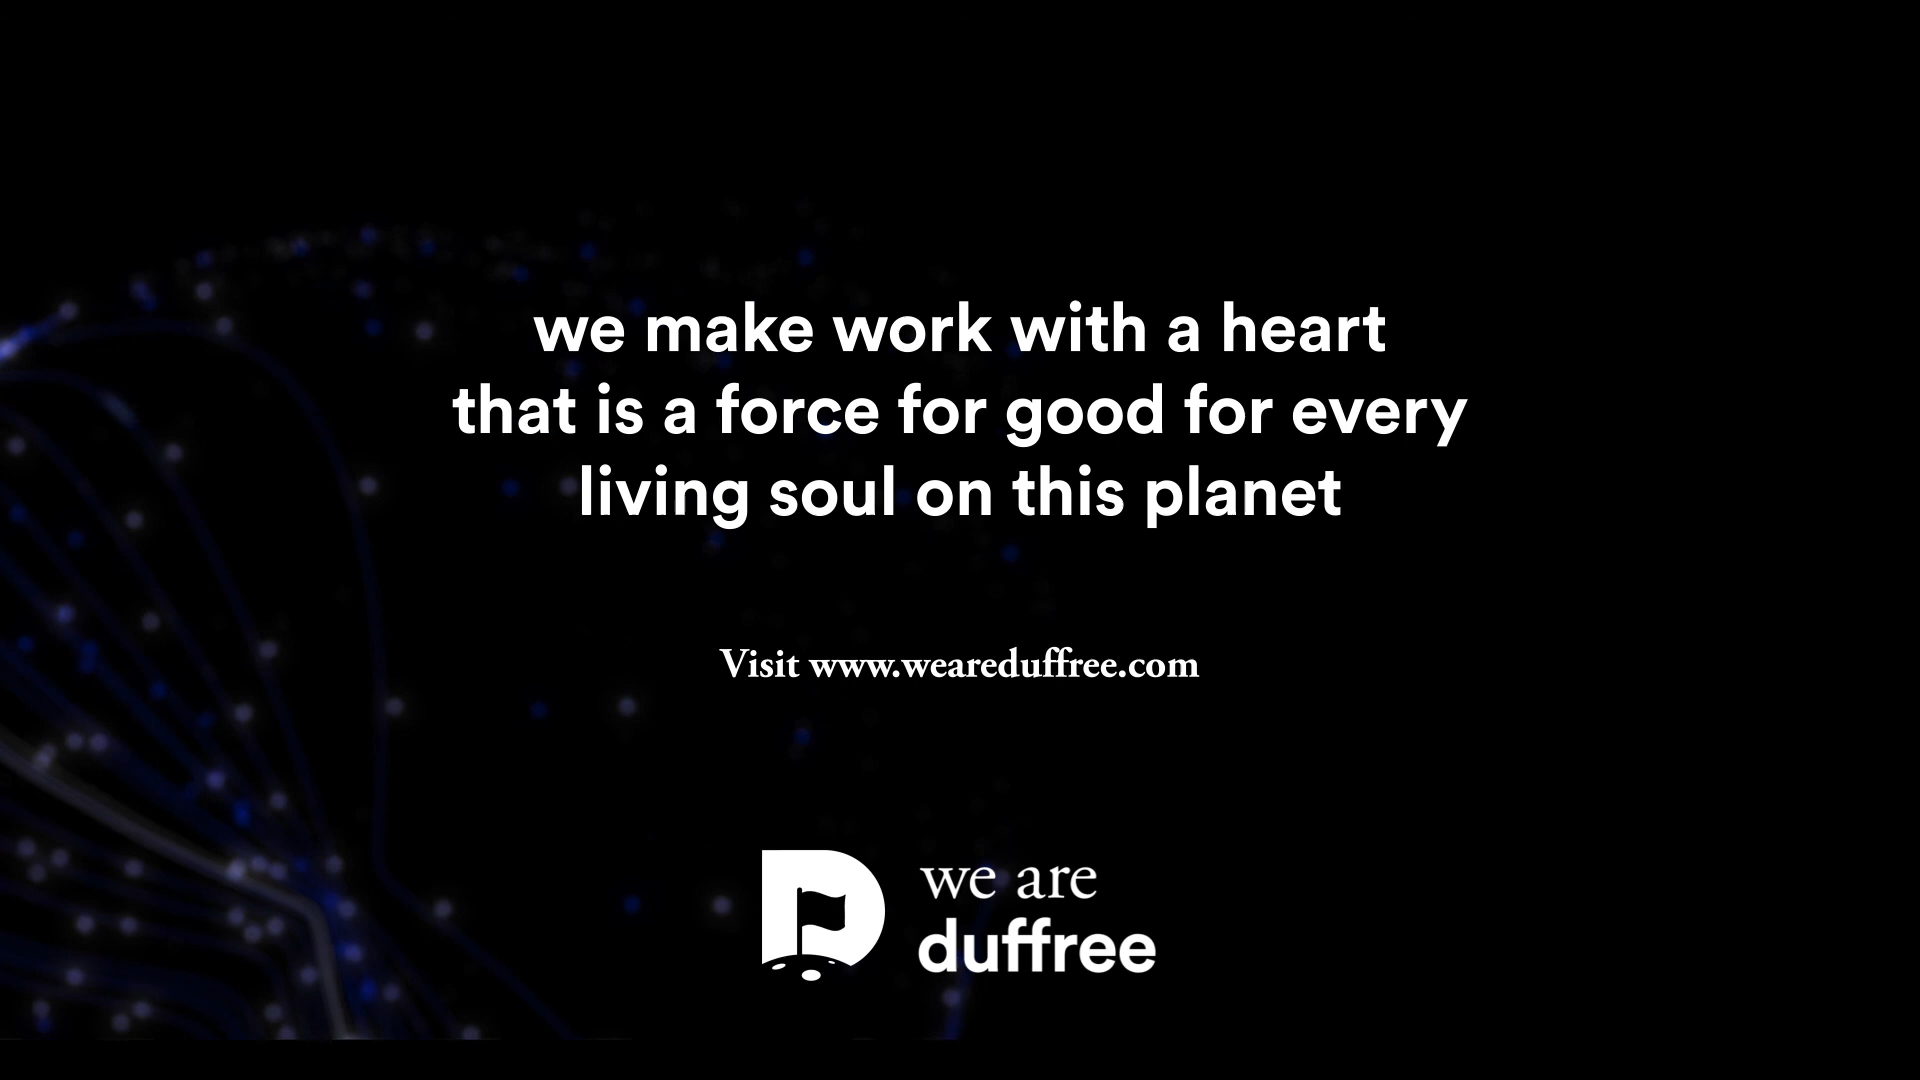 we make work with a heart
that is a force for good for every
living soul on this planet
Visit www.weareduffree.com
we are
duffree